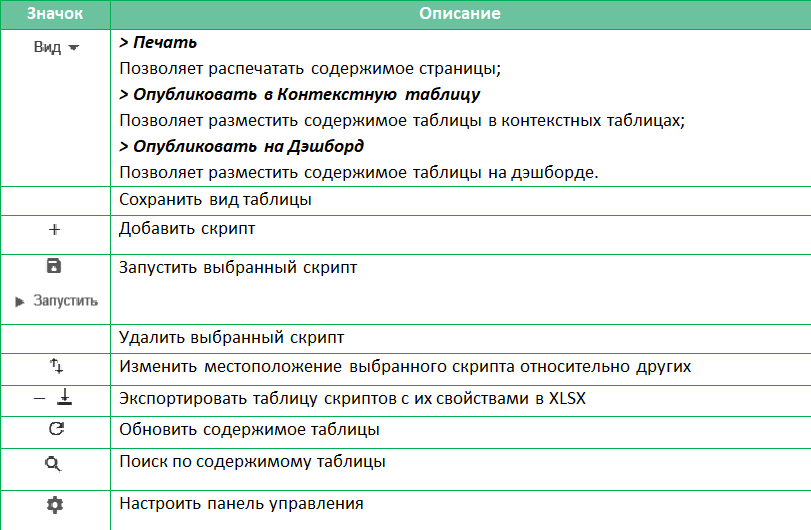 Значок Описание
Вид > Печать
Позволяет распечатать содержимое страницы;
> Опубликовать в Контекстную таблицу
Позволяет разместить содержимое таблицы в контекстных таблицах;
> Опубликовать на Дэшборд
Позволяет разместить содержимое таблицы на дэшборде.
Сохранить вид таблицы
+ Добавить скрипт
Запустить выбранный скрипт
Запустить
Удалить выбранный скрипт
Изменить местоположение выбранного скрипта относительно других
Экспортировать таблицу скриптов с их свойствами в XLSX
Обновить содержимое таблицы
Поиск по содержимому таблицы
Настроить панель управления